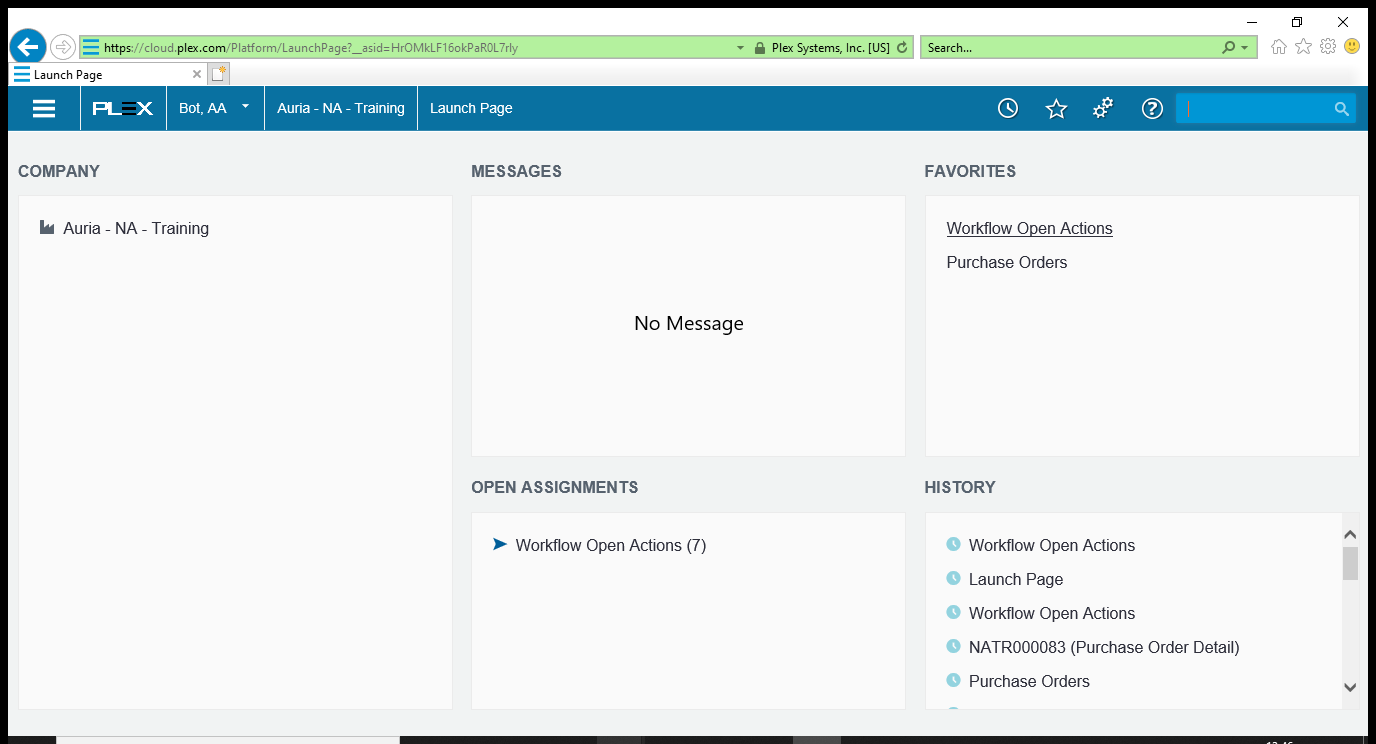 https://cloud.plex.com/Platform/LaunchPage?__asid=HrOMkLF16okPaR0L7rIy
Plex Systems, Inc. [US]
Search...
Launch Page
PLEX
Bot, AA
Auria - NA - Training
Launch Page
COMPANY
Auria - NA - Training
MESSAGES
No Message
FAVORITES
Workflow Open Actions
Purchase Orders
OPEN ASSIGNMENTS
Workflow Open Actions (7)
HISTORY
Workflow Open Actions
Launch Page
Workflow Open Actions
NATR000083 (Purchase Order Detail)
Purchase Orders